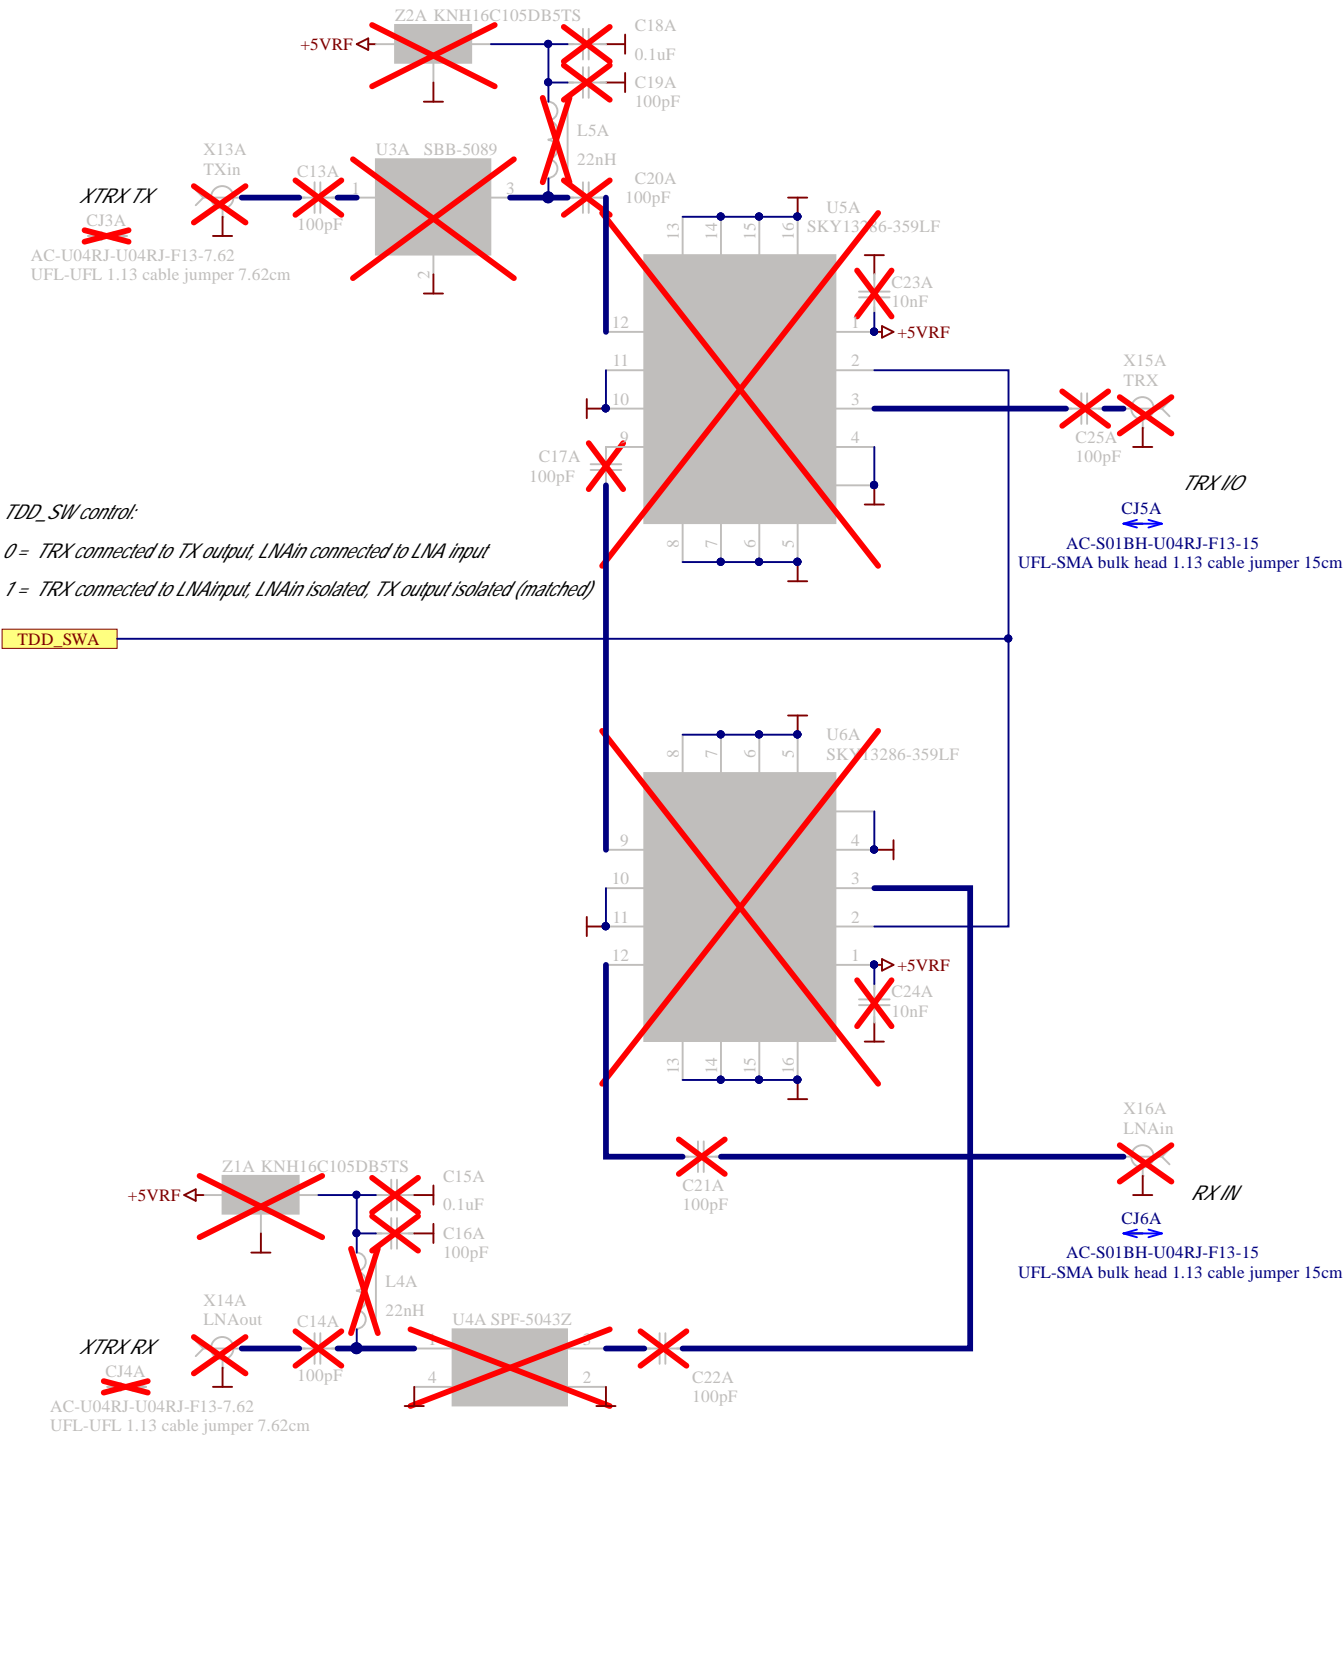 Z2A KNH16C105DB5TS
+5VRF
C18A
0.1uF
C19A
100pF
L5A
22nH
X13A
TXin
C13A
100pF
U3A SBB-5089
1
3
2
C20A
100pF
XTRX TX
CJ3A
AC-U04RJ-U04RJ-F13-7.62
UFL-UFL 1.13 cable jumper 7.62cm
U5A
SKY13286-359LF
13
14
15
16
C23A
10nF
12
1
+5VRF
11
2
10
3
9
4
C17A
100pF
8
7
6
5
X15A
TRX
C25A
100pF
TRX I/O
CJ5A
AC-S01BH-U04RJ-F13-15
UFL-SMA bulk head 1.13 cable jumper 15cm
TDD_SW control:
0 = TRX connected to TX output, LNAin connected to LNA input
1 = TRX connected to LNAinput, LNAin isolated, TX output isolated (matched)
TDD_SWA
U6A
SKY13286-359LF
8
7
6
5
9
4
10
3
11
2
12
1
+5VRF
C24A
10nF
13
14
15
16
X16A
LNAin
C21A
100pF
RX IN
CJ6A
AC-S01BH-U04RJ-F13-15
UFL-SMA bulk head 1.13 cable jumper 15cm
Z1A KNH16C105DB5TS
+5VRF
C15A
0.1uF
C16A
100pF
L4A
22nH
X14A
LNAout
C14A
100pF
U4A SPF-5043Z
1
3
4
2
C22A
100pF
XTRX RX
CJ4A
AC-U04RJ-U04RJ-F13-7.62
UFL-UFL 1.13 cable jumper 7.62cm